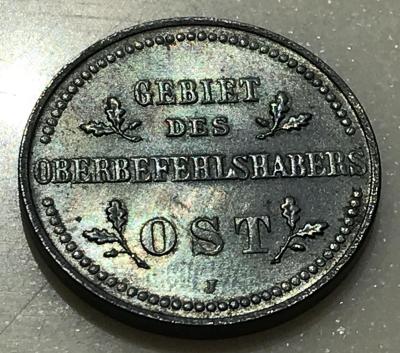 GEBIET
DES
OBERBEFEHLSHABERS
OST
J